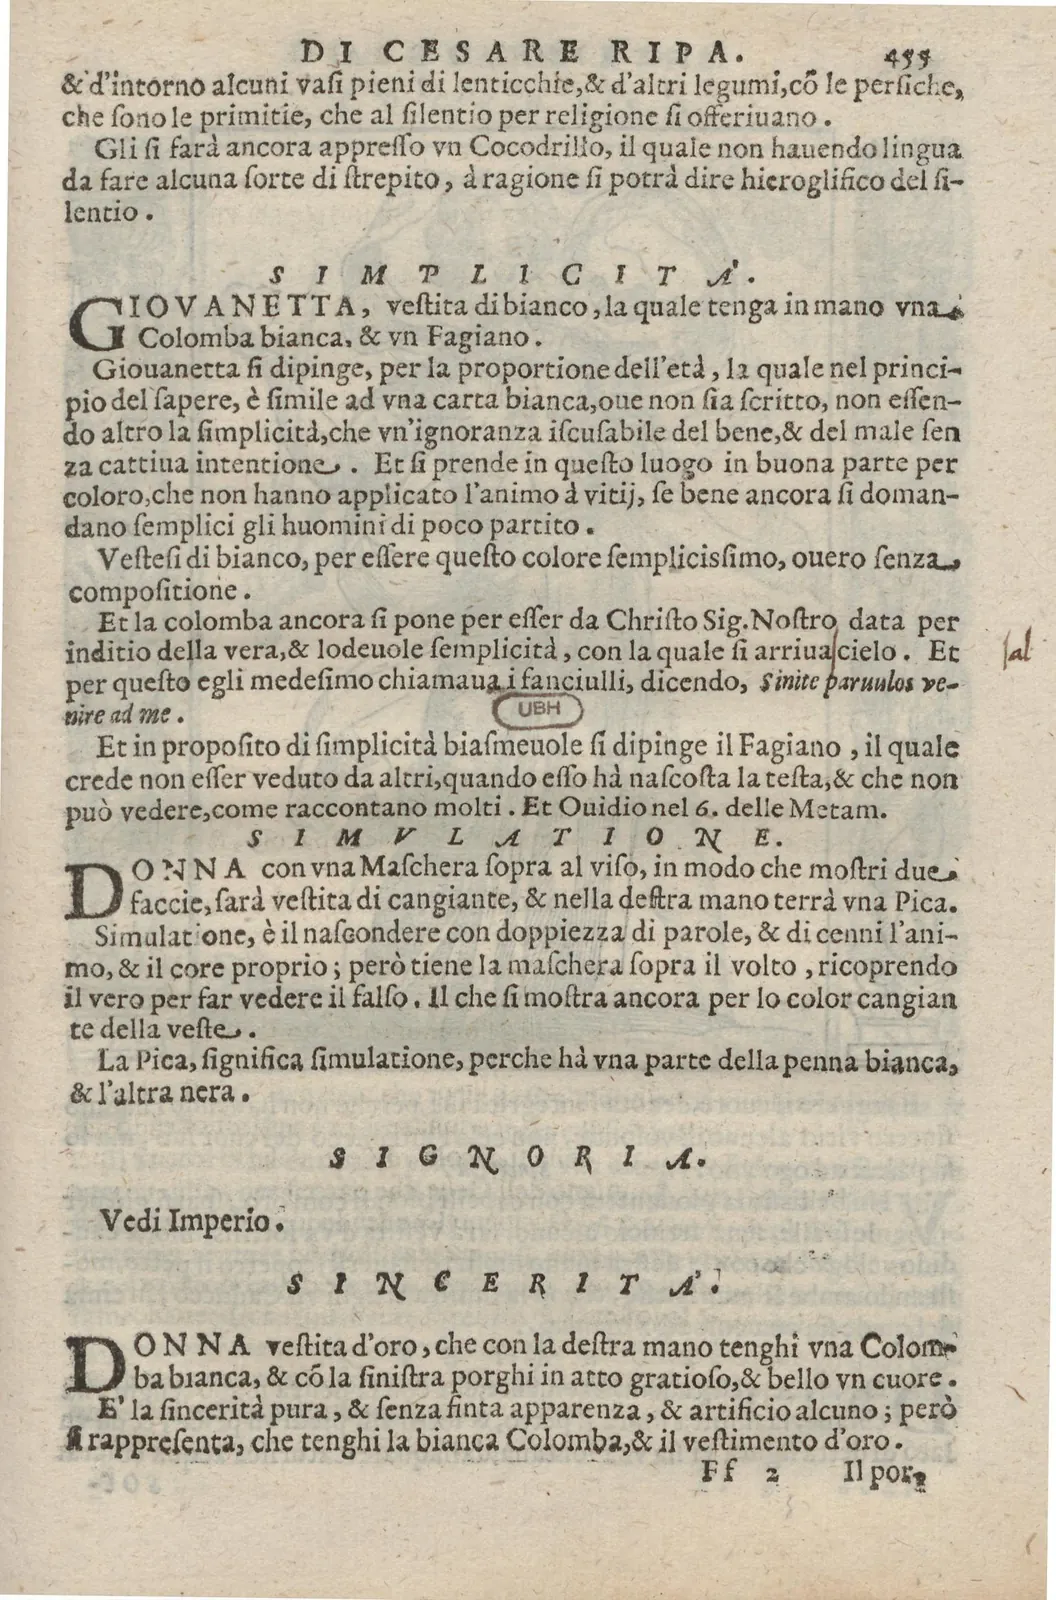 DI CESARE RIPA. 455
& d'intorno alcuni vasi pieni di lenticchie,& d'altri legumi,cõ le persiche,
che sono le primitie, che al silentio per religione si offeriuano.
Gli si farà ancora appresso vn Cocodrillo, il quale non hauendo lingua
da fare alcuna sorte di strepito, à ragione si potrà dire hieroglifico del si-
lentio.
SIMPLICITÀ.
GIOVANETTA, vestita di bianco, la quale tenga in mano vna
Colomba bianca, & vn Fagiano.
Giouanetta si dipinge, per la proportione dell'età, la quale nel princi-
pio del sapere, è simile ad vna carta bianca,oue non sia scritto, non essen-
do altro la simplicità,che vn'ignoranza iscusabile del bene,& del male sen
za cattiua intentione. Et si prende in questo luogo in buona parte per
coloro,che non hanno applicato l'animo à vitij, se bene ancora si doman-
dano semplici gli huomini di poco partito.
Vestesi di bianco, per essere questo colore semplicissimo, ouero senza
compositione.
Et la colomba ancora si pone per esser da Christo Sig. Nostro data per
inditio della vera,& lodeuole semplicità, con la quale si arriua cielo. Et
al
per questo egli medesimo chiamaua i fanciulli, dicendo, Sinite paruulos ve-
nire ad me.
UBH
Et in proposito di simplicità biasmeuole si dipinge il Fagiano, il quale
crede non esser veduto da altri,quando esso hà nascosta la testa,& che non
può vedere,come raccontano molti. Et Ouidio nel 6. delle Metam.
SIMVLATIONE.
DONNA con vna Maschera sopra al viso, in modo che mostri due
faccie, sarà vestita di cangiante, & nella destra mano terrà vna Pica.
Simulatione, è il nascondere con doppiezza di parole, & di cenni l'ani-
mo, & il core proprio; però tiene la maschera sopra il volto, ricoprendo
il vero per far vedere il falso. Il che si mostra ancora per lo color cangian
te della veste.
La Pica, significa simulatione, perche hà vna parte della penna bianca,
& l'altra nera.
SIGNORIA.
Vedi Imperio.
SINCERITÀ.
DONNA vestita d'oro, che con la destra mano tenghi vna Colom-
ba bianca, & cõ la sinistra porghi in atto gratioso,& bello vn cuore.
E' la sincerità pura, & senza finta apparenza, & artificio alcuno; però
si rappresenta, che tenghi la bianca Colomba,& il vestimento d'oro.
Ff 2 Il por-